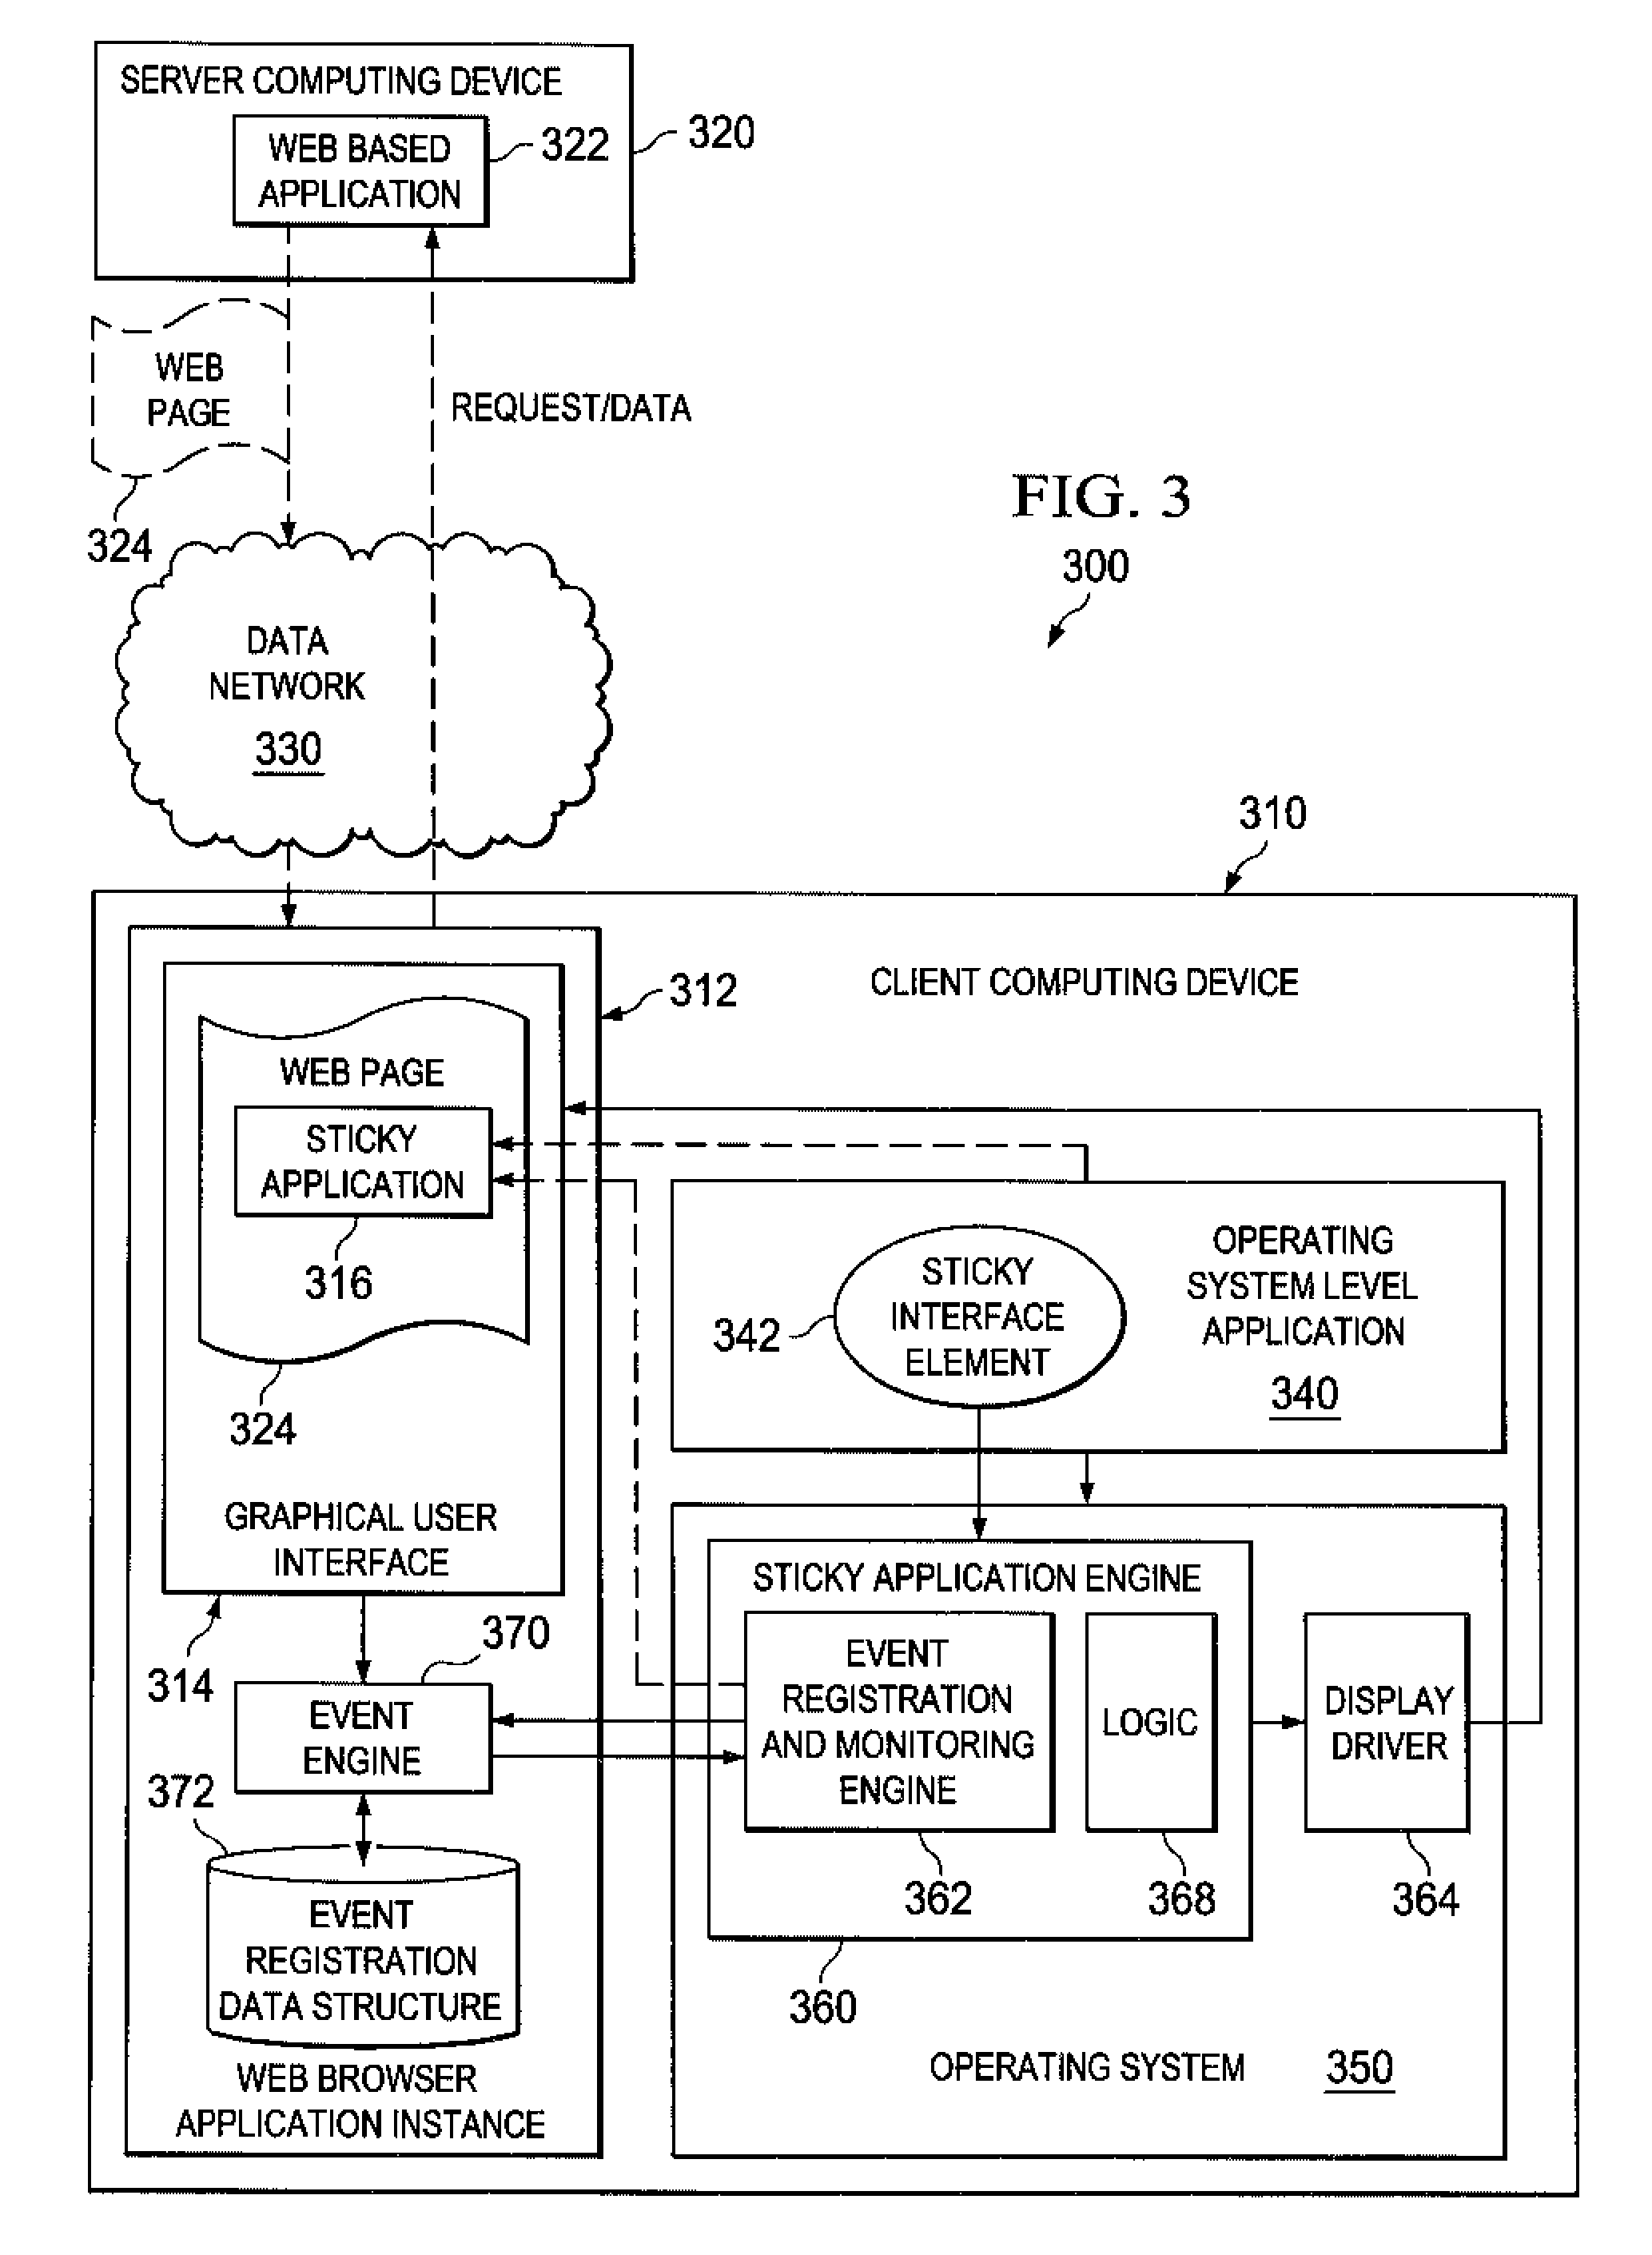 SERVER COMPUTING DEVICE
WEB BASED
APPLICATION
322
320
WEB
PAGE
324
REQUEST/DATA
FIG. 3
300
DATA
NETWORK
330
310
CLIENT COMPUTING DEVICE
312
WEB PAGE
STICKY
APPLICATION
316
324
GRAPHICAL USER
INTERFACE
314
STICKY
INTERFACE
ELEMENT
342
OPERATING
SYSTEM LEVEL
APPLICATION
340
370
EVENT
ENGINE
372
EVENT
REGISTRATION
DATA STRUCTURE
WEB BROWSER
APPLICATION INSTANCE
STICKY APPLICATION ENGINE
EVENT
REGISTRATION
AND MONITORING
ENGINE
362
LOGIC
368
DISPLAY
DRIVER
364
360
OPERATING SYSTEM
350